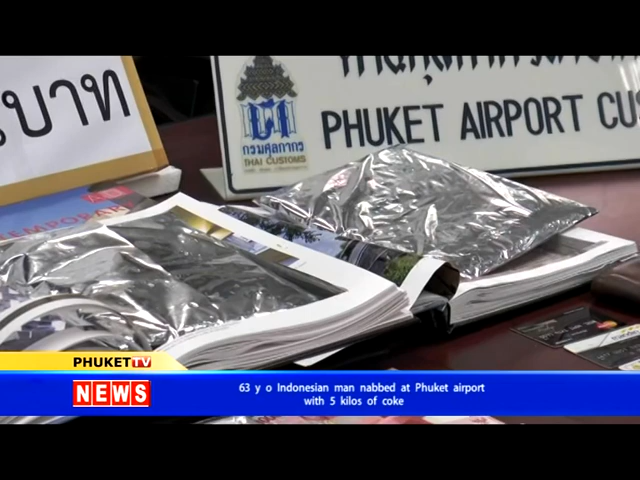 บาท
PHUKET AIRPORT CUS
กรมศุลกากร
THAI CUSTOMS
EMPORARY
PHUKET TV
NEWS
63 y o Indonesian man nabbed at Phuket airport
with 5 kilos of coke